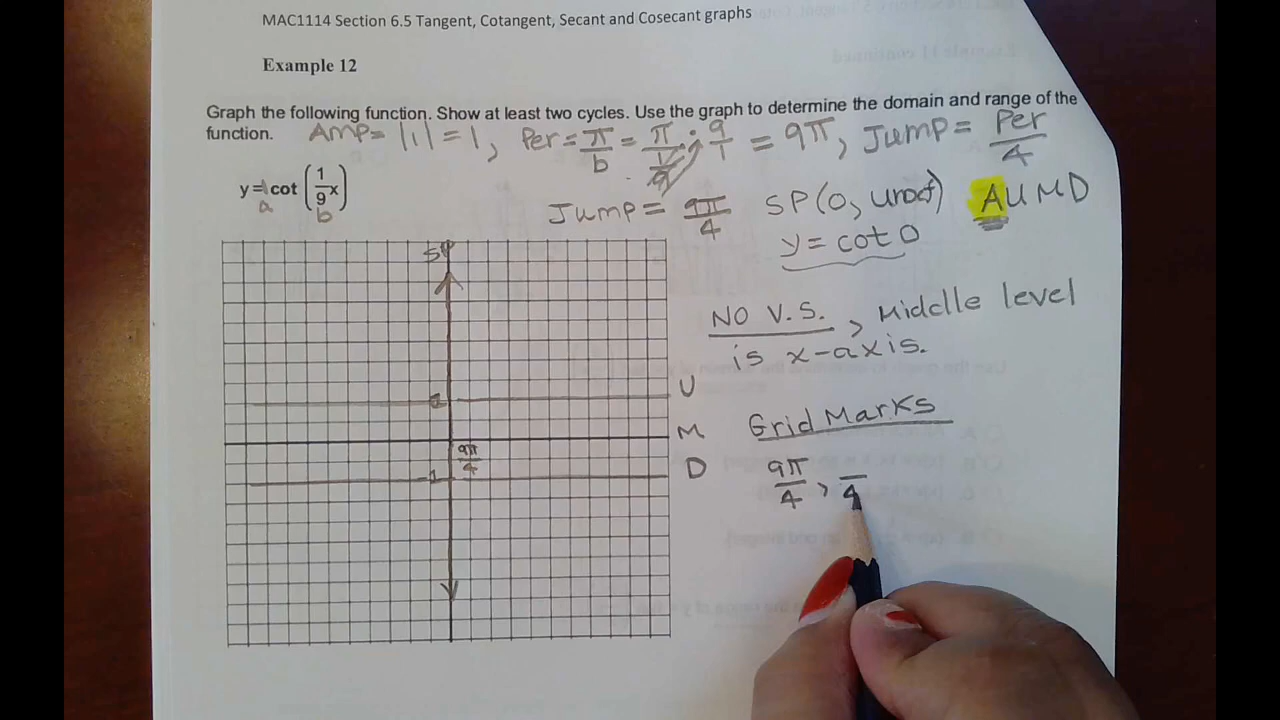 MAC1114 Section 6.5 Tangent, Cotangent, Secant and Cosecant graphs
Example 12
Graph the following function. Show at least two cycles. Use the graph to determine the domain and range of the
function. Amp = |1| = 1, Per = π/b = π/(1/9) = π · 9/1 = 9π, Jump = Per/4
y = 1 cot (1/9 x)
a b
Jump = 9π/4 SP(0, undf) AUMD
y = cot 0
SP
NO V.S., Middle level
is x-axis.
U
Grid Marks
M
9π/4
-1 D
9π/4, /4